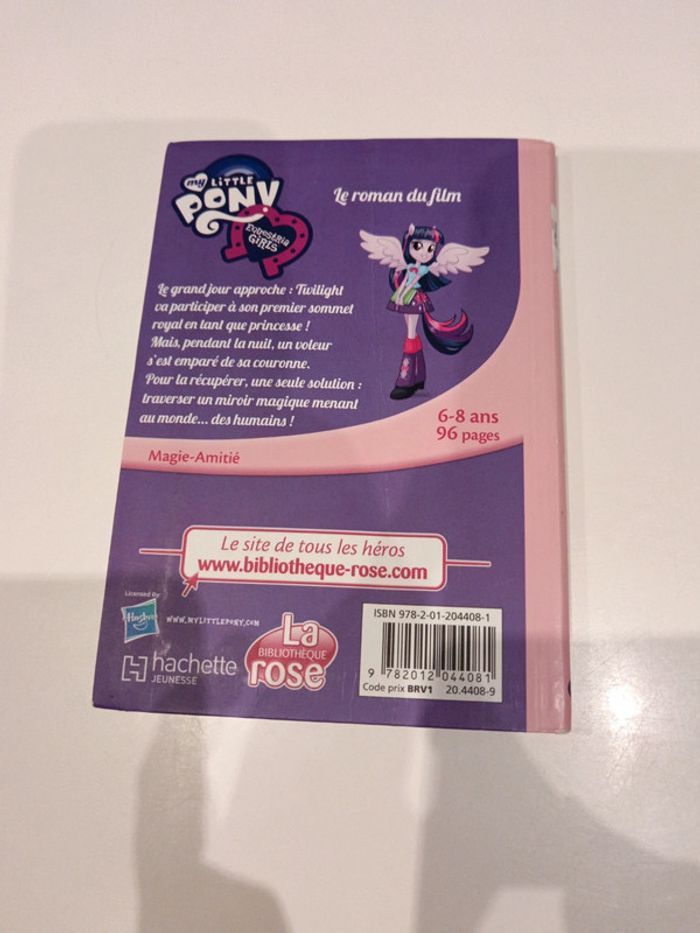 my LITTLE
PONY
EQUESTRIA
GIRLS
Le roman du film
Le grand jour approche : Twilight
va participer à son premier sommet
royal en tant que princesse !
Mais, pendant la nuit, un voleur
s'est emparé de sa couronne.
Pour la récupérer, une seule solution :
traverser un miroir magique menant
au monde... des humains !
6-8 ans
96 pages
Magie-Amitié
Le site de tous les héros
www.bibliotheque-rose.com
Licensed By:
Hasbro
WWW.MYLITTLEPONY.COM
hachette
JEUNESSE
La
BIBLIOTHÈQUE
rose
ISBN 978-2-01-204408-1
9 782012 044081
Code prix BRV1 20.4408-9